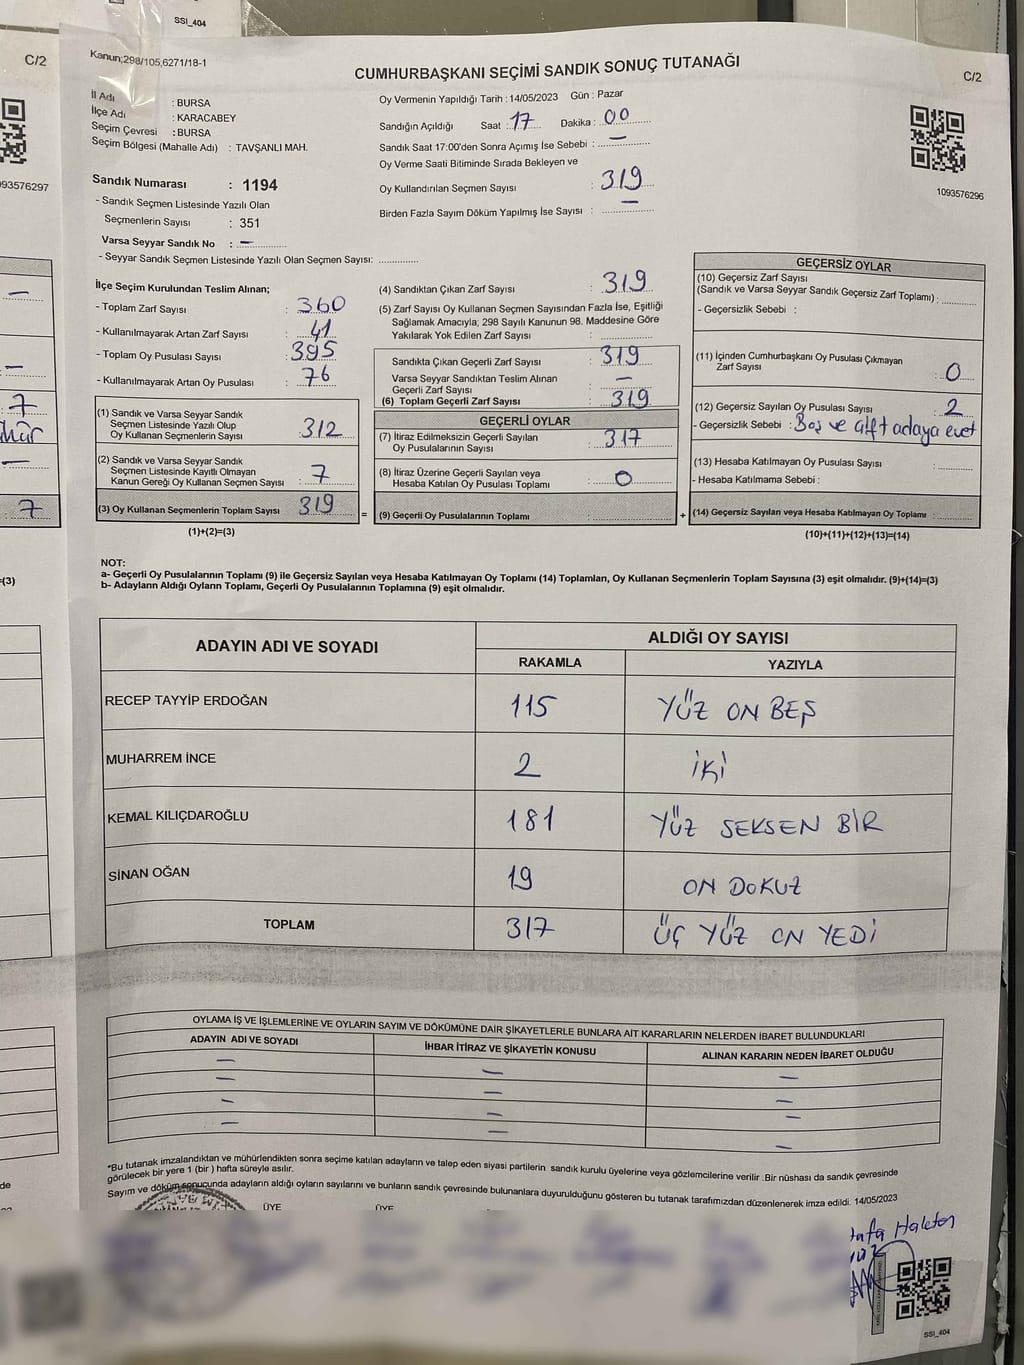 SSI_404
C/2
Kanun;298/105,6271/18-1
CUMHURBAŞKANI SEÇİMİ SANDIK SONUÇ TUTANAĞI
C/2
İl Adı : BURSA
İlçe Adı : KARACABEY
Seçim Çevresi : BURSA
Seçim Bölgesi (Mahalle Adı) : TAVŞANLI MAH.
Oy Vermenin Yapıldığı Tarih : 14/05/2023 Gün : Pazar
Sandığın Açıldığı Saat : 17 Dakika : 00
Sandık Saat 17:00'den Sonra Açımış İse Sebebi : —
Oy Verme Saati Bitiminde Sırada Bekleyen ve
Oy Kullandırılan Seçmen Sayısı : 319
Birden Fazla Sayım Döküm Yapılmış İse Sayısı : —
1093576296
93576297
Sandık Numarası : 1194
- Sandık Seçmen Listesinde Yazılı Olan
Seçmenlerin Sayısı : 351
Varsa Seyyar Sandık No : —
- Seyyar Sandık Seçmen Listesinde Yazılı Olan Seçmen Sayısı:
İlçe Seçim Kurulundan Teslim Alınan;
- Toplam Zarf Sayısı : 360
- Kullanılmayarak Artan Zarf Sayısı : 41
- Toplam Oy Pusulası Sayısı : 395
- Kullanılmayarak Artan Oy Pusulası : 76
(1) Sandık ve Varsa Seyyar Sandık
Seçmen Listesinde Yazılı Olup
Oy Kullanan Seçmenlerin Sayısı : 312
(2) Sandık ve Varsa Seyyar Sandık
Seçmen Listesinde Kayıtlı Olmayan
Kanun Gereği Oy Kullanan Seçmen Sayısı : 7
(3) Oy Kullanan Seçmenlerin Toplam Sayısı : 319
(1)+(2)=(3)
=
(4) Sandıktan Çıkan Zarf Sayısı : 319
(5) Zarf Sayısı Oy Kullanan Seçmen Sayısından Fazla İse, Eşitliği
Sağlamak Amacıyla; 298 Sayılı Kanunun 98. Maddesine Göre
Yakılarak Yok Edilen Zarf Sayısı :
Sandıkta Çıkan Geçerli Zarf Sayısı : 319
Varsa Seyyar Sandıktan Teslim Alınan
Geçerli Zarf Sayısı : —
(6) Toplam Geçerli Zarf Sayısı : 319
GEÇERLİ OYLAR
(7) İtiraz Edilmeksizin Geçerli Sayılan
Oy Pusulalarının Sayısı : 317
(8) İtiraz Üzerine Geçerli Sayılan veya
Hesaba Katılan Oy Pusulası Toplamı : 0
(9) Geçerli Oy Pusulalarının Toplamı :
+
GEÇERSİZ OYLAR
(10) Geçersiz Zarf Sayısı
(Sandık ve Varsa Seyyar Sandık Geçersiz Zarf Toplamı) :
- Geçersizlik Sebebi :
(11) İçinden Cumhurbaşkanı Oy Pusulası Çıkmayan
Zarf Sayısı : 0
(12) Geçersiz Sayılan Oy Pusulası Sayısı : 2
- Geçersizlik Sebebi : Boş ve çift adaya evet
(13) Hesaba Katılmayan Oy Pusulası Sayısı :
- Hesaba Katılmama Sebebi :
(14) Geçersiz Sayılan veya Hesaba Katılmayan Oy Toplamı :
(10)+(11)+(12)+(13)=(14)
7
7
=(3)
NOT:
a- Geçerli Oy Pusulalarının Toplamı (9) ile Geçersiz Sayılan veya Hesaba Katılmayan Oy Toplamı (14) Toplamları, Oy Kullanan Seçmenlerin Toplam Sayısına (3) eşit olmalıdır. (9)+(14)=(3)
b- Adayların Aldığı Oyların Toplamı, Geçerli Oy Pusulalarının Toplamına (9) eşit olmalıdır.
ADAYIN ADI VE SOYADI
ALDIĞI OY SAYISI
RAKAMLA YAZIYLA
RECEP TAYYİP ERDOĞAN 115 YÜZ ON BEŞ
MUHARREM İNCE 2 İKİ
KEMAL KILIÇDAROĞLU 181 YÜZ SEKSEN BİR
SİNAN OĞAN 19 ON DOKUZ
TOPLAM 317 ÜÇ YÜZ ON YEDİ
OYLAMA İŞ VE İŞLEMLERİNE VE OYLARIN SAYIM VE DÖKÜMÜNE DAİR ŞİKAYETLERLE BUNLARA AİT KARARLARIN NELERDEN İBARET BULUNDUKLARI
ADAYIN ADI VE SOYADI İHBAR İTİRAZ VE ŞİKAYETİN KONUSU ALINAN KARARIN NEDEN İBARET OLDUĞU
— — —
— — —
— — —
— — —
*Bu tutanak imzalandıktan ve mühürlendikten sonra seçime katılan adayların ve talep eden siyasi partilerin sandık kurulu üyelerine veya gözlemcilerine verilir .Bir nüshası da sandık çevresinde
görülecek bir yere 1 (bir ) hafta süreyle asılır.
Sayım ve döküm sonucunda adayların aldığı oyların sayılarını ve bunların sandık çevresinde bulunanlara duyurulduğunu gösteren bu tutanak tarafımızdan düzenlenerek imza edildi. 14/05/2023
ÜYE ÜYE
SSI_404